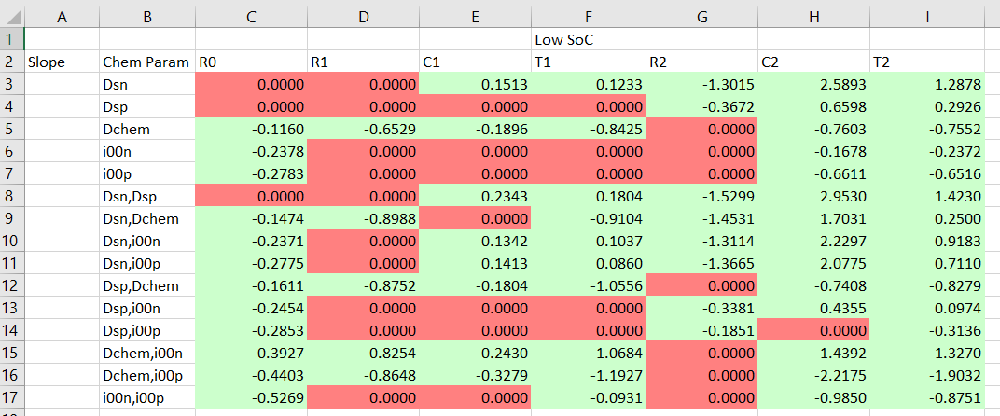 A B C D E F G H I
1 Low SoC
2 Slope Chem Param R0 R1 C1 T1 R2 C2 T2
3 Dsn 0.0000 0.0000 0.1513 0.1233 -1.3015 2.5893 1.2878
4 Dsp 0.0000 0.0000 0.0000 0.0000 -0.3672 0.6598 0.2926
5 Dchem -0.1160 -0.6529 -0.1896 -0.8425 0.0000 -0.7603 -0.7552
6 i00n -0.2378 0.0000 0.0000 0.0000 0.0000 -0.1678 -0.2372
7 i00p -0.2783 0.0000 0.0000 0.0000 0.0000 -0.6611 -0.6516
8 Dsn,Dsp 0.0000 0.0000 0.2343 0.1804 -1.5299 2.9530 1.4230
9 Dsn,Dchem -0.1474 -0.8988 0.0000 -0.9104 -1.4531 1.7031 0.2500
10 Dsn,i00n -0.2371 0.0000 0.1342 0.1037 -1.3114 2.2297 0.9183
11 Dsn,i00p -0.2775 0.0000 0.1413 0.0860 -1.3665 2.0775 0.7110
12 Dsp,Dchem -0.1611 -0.8752 -0.1804 -1.0556 0.0000 -0.7408 -0.8279
13 Dsp,i00n -0.2454 0.0000 0.0000 0.0000 -0.3381 0.4355 0.0974
14 Dsp,i00p -0.2853 0.0000 0.0000 0.0000 -0.1851 0.0000 -0.3136
15 Dchem,i00n -0.3927 -0.8254 -0.2430 -1.0684 0.0000 -1.4392 -1.3270
16 Dchem,i00p -0.4403 -0.8648 -0.3279 -1.1927 0.0000 -2.2175 -1.9032
17 i00n,i00p -0.5269 0.0000 0.0000 -0.0931 0.0000 -0.9850 -0.8751